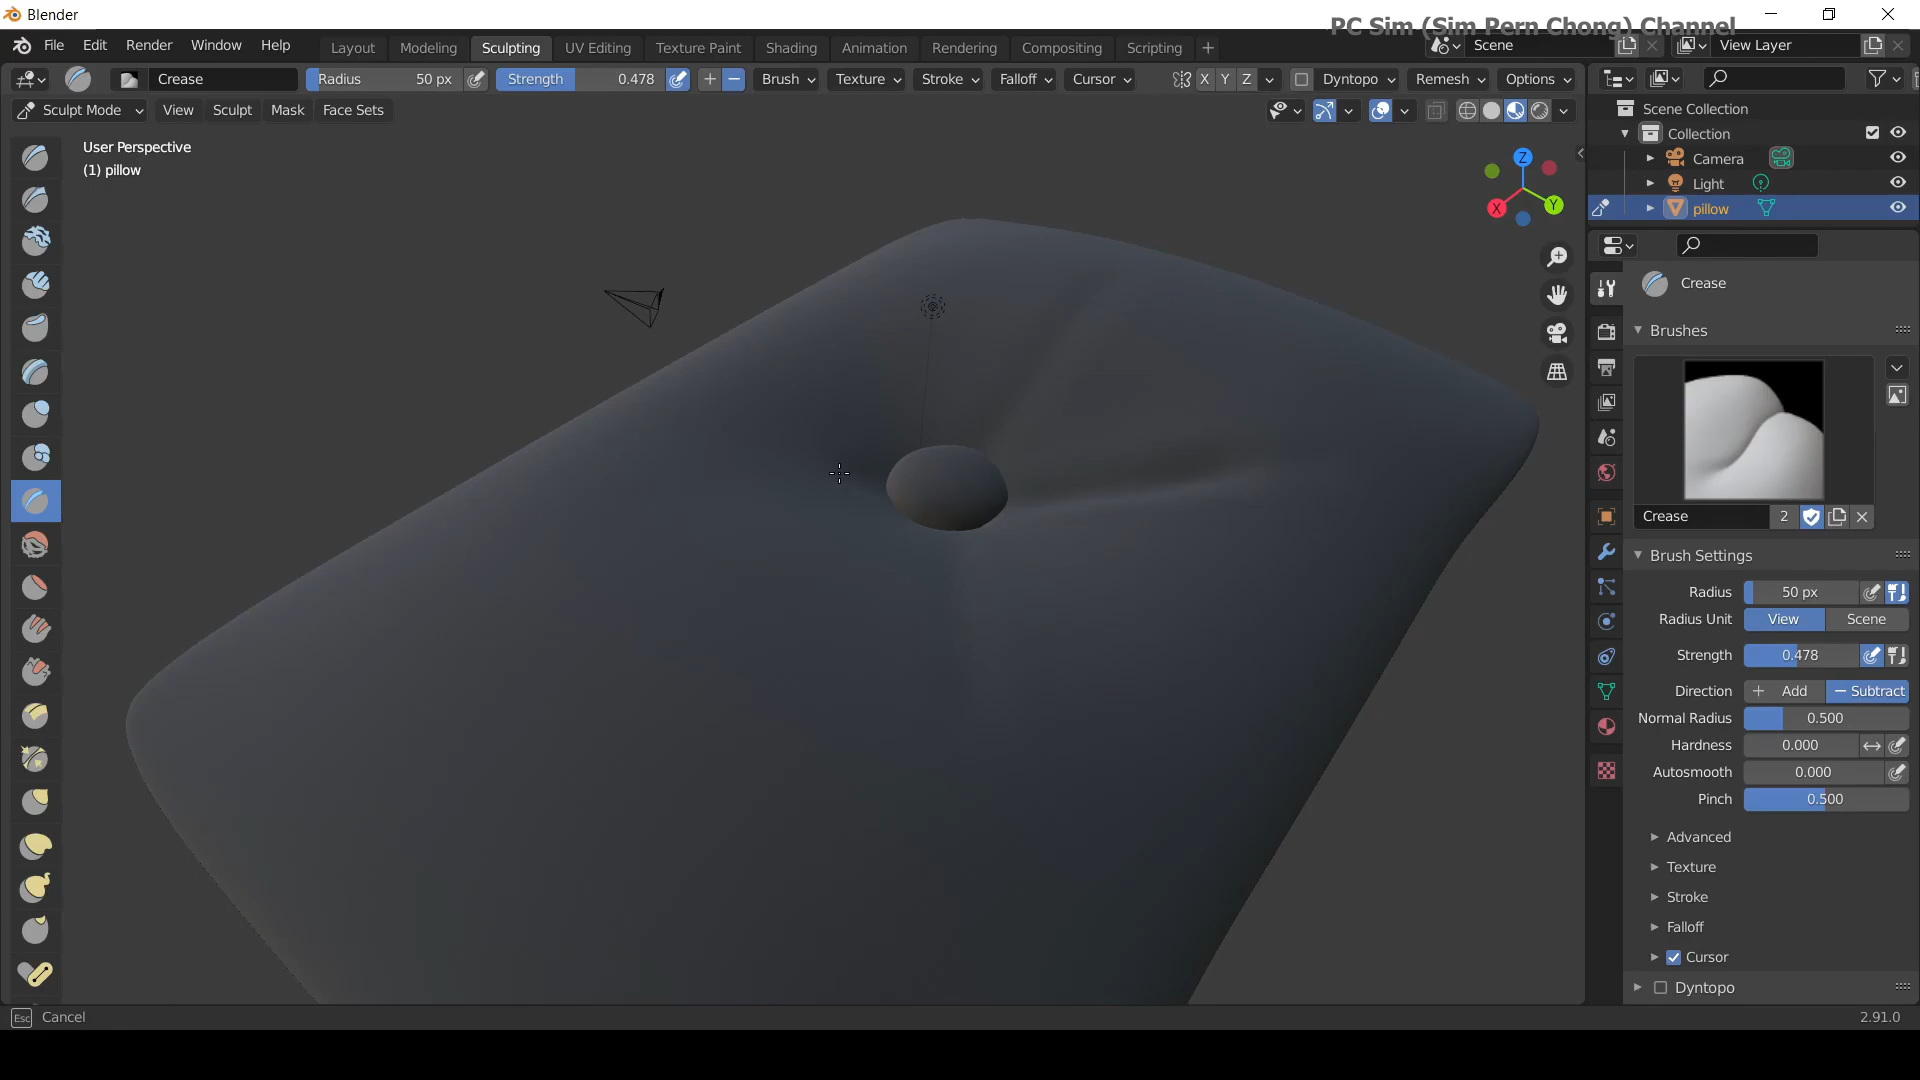 Blender
PC Sim (Sim Pern Chong) Channel
File Edit Render Window Help Layout Modeling Sculpting UV Editing Texture Paint Shading Animation Rendering Compositing Scripting + Scene View Layer
Crease Radius 50 px Strength 0.478 Brush Texture Stroke Falloff Cursor X Y Z Dyntopo Remesh Options
Sculpt Mode View Sculpt Mask Face Sets
User Perspective
(1) pillow
Z
X
Y
Scene Collection
Collection
Camera
Light
pillow
Crease
Brushes
Crease 2
Brush Settings
Radius 50 px
Radius Unit View Scene
Strength 0.478
Direction + Add − Subtract
Normal Radius 0.500
Hardness 0.000
Autosmooth 0.000
Pinch 0.500
Advanced
Texture
Stroke
Falloff
Cursor
Dyntopo
Esc Cancel
2.91.0